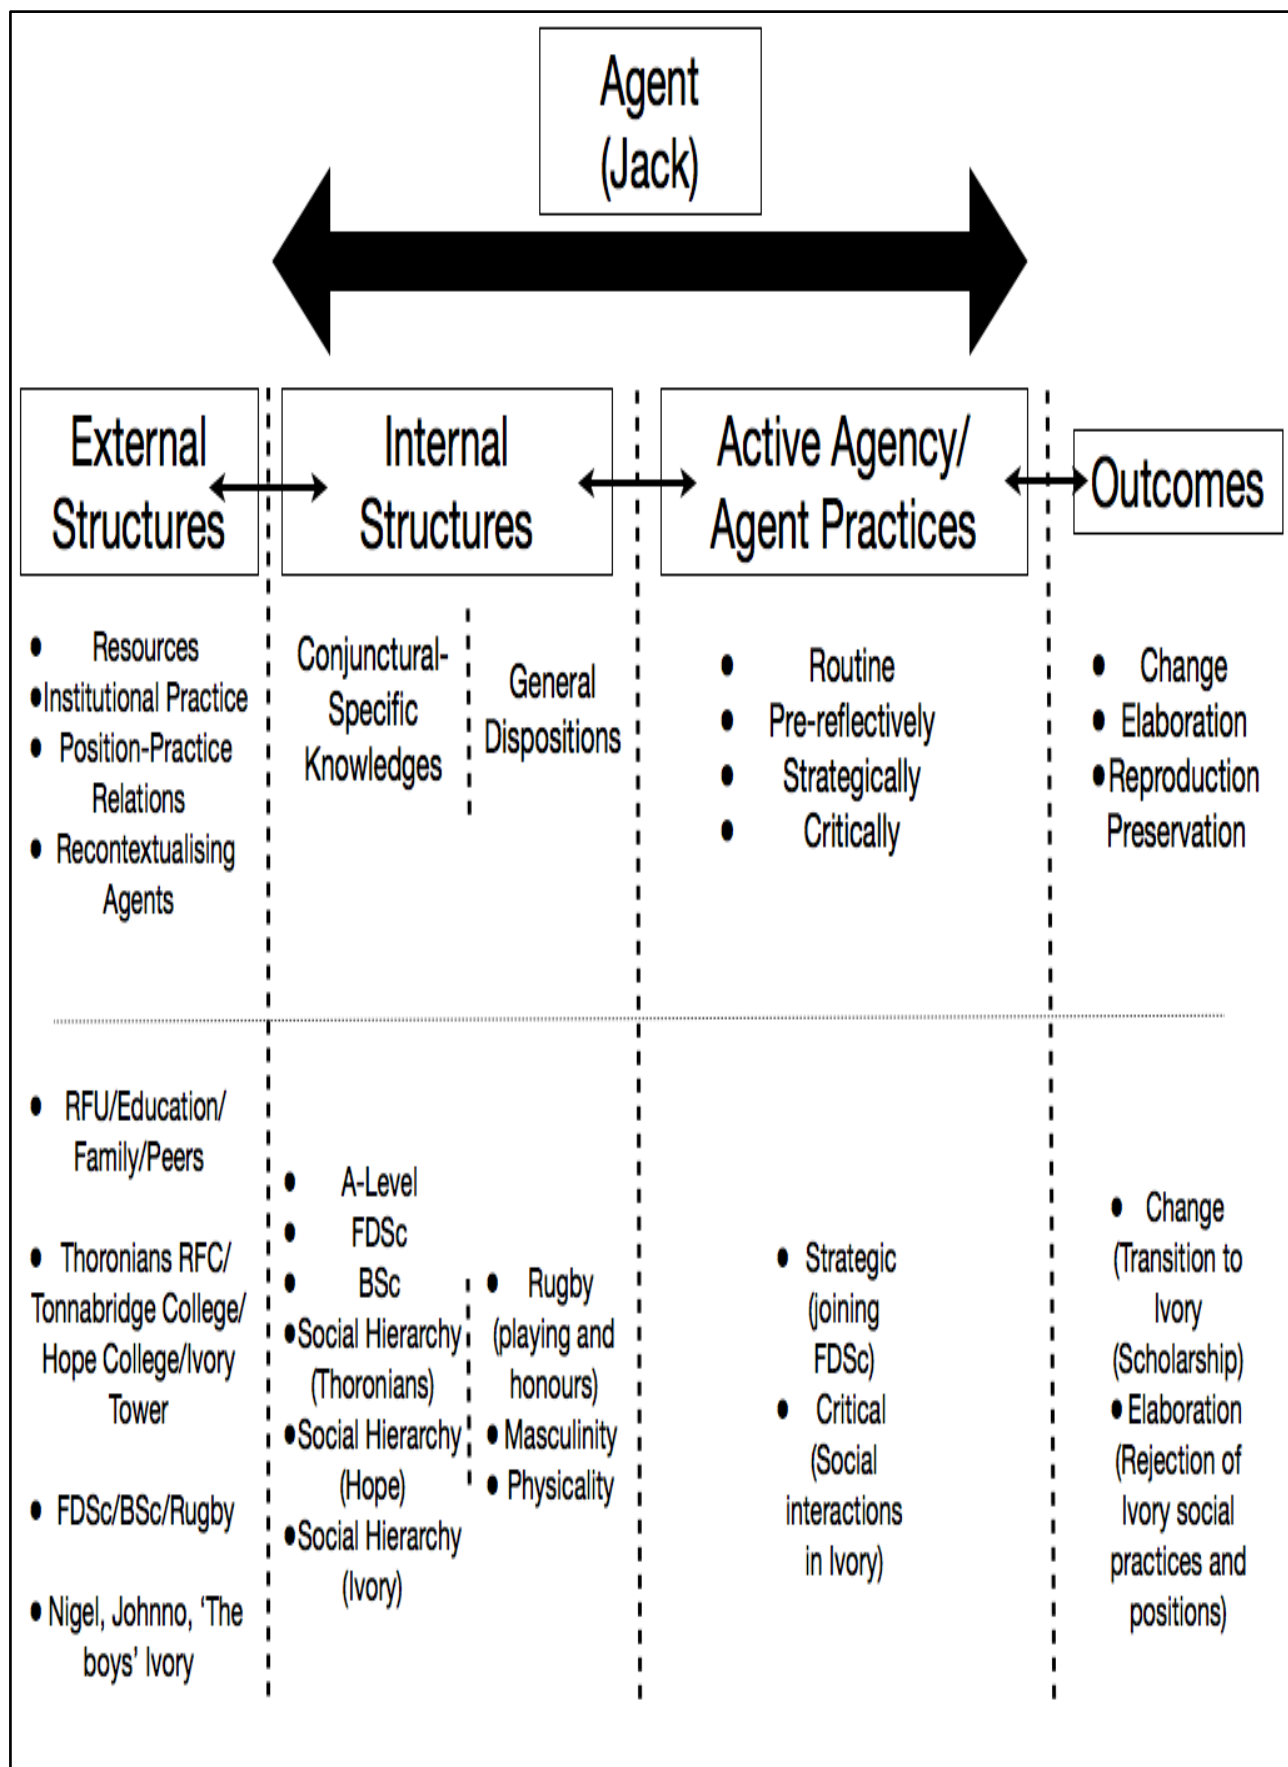 Agent
(Jack)
External
Structures
Internal
Structures
Active Agency/
Agent Practices
Outcomes
● Resources
●Institutional Practice
● Position-Practice
Relations
● Recontextualising
Agents
Conjunctural-
Specific
Knowledges
General
Dispositions
● Routine
● Pre-reflectively
● Strategically
● Critically
● Change
● Elaboration
●Reproduction
Preservation
● RFU/Education/
Family/Peers
● Thoronians RFC/
Tonnabridge College/
Hope College/Ivory
Tower
● FDSc/BSc/Rugby
● Nigel, Johnno, ‘The
boys’ Ivory
● A-Level
● FDSc
● BSc
●Social Hierarchy
(Thoronians)
●Social Hierarchy
(Hope)
●Social Hierarchy
(Ivory)
● Rugby
(playing and
honours)
● Masculinity
● Physicality
● Strategic
(joining
FDSc)
● Critical
(Social
interactions
in Ivory)
● Change
(Transition to
Ivory
(Scholarship)
● Elaboration
(Rejection of
Ivory social
practices and
positions)